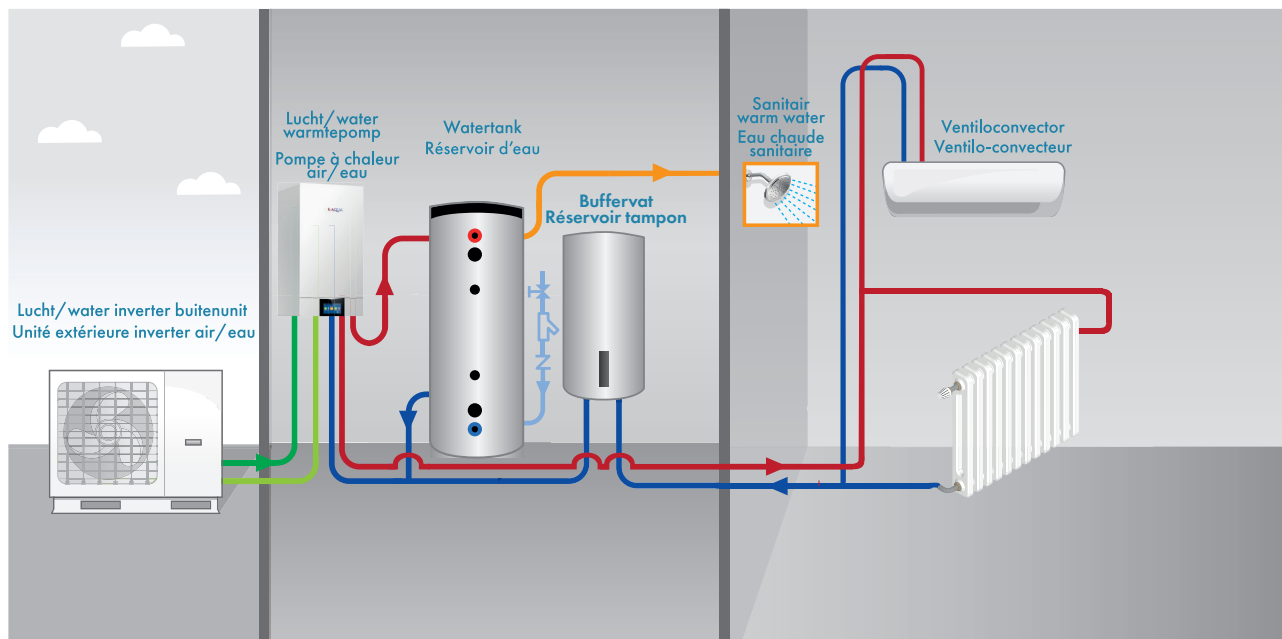 Lucht/water
warmtepomp
Pompe à chaleur
air/eau
Watertank
Réservoir d'eau
Buffervat
Réservoir tampon
Sanitair
warm water
Eau chaude
sanitaire
Ventiloconvector
Ventilo-convecteur
Lucht/water inverter buitenunit
Unité extérieure inverter air/eau